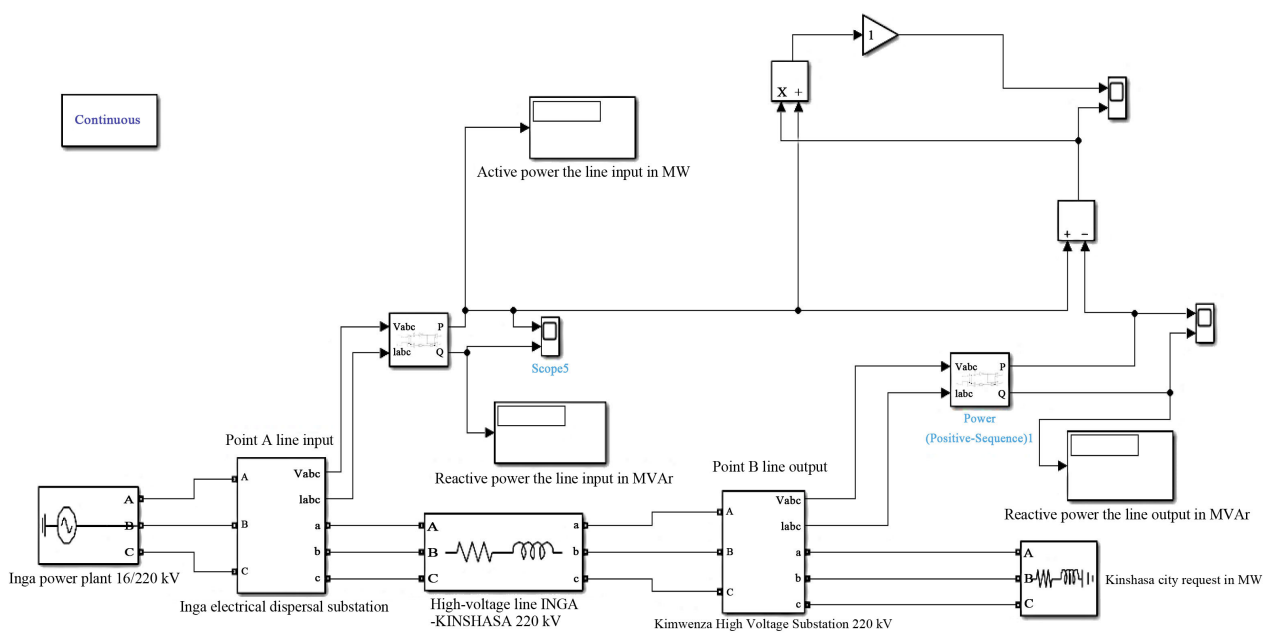 1
X +
Continuous
Active power the line input in MW
+ −
Vabc P
Iabc Q
Scope5
Vabc P
Iabc Q
Power
(Positive-Sequence)1
Point A line input
Reactive power the line input in MVAr
Point B line output
Reactive power the line output in MVAr
A
B
C
Inga power plant 16/220 kV
A
B
C
Vabc
Iabc
a
b
c
Inga electrical dispersal substation
A
B
C
a
b
c
High-voltage line INGA
-KINSHASA 220 kV
A
B
C
Vabc
Iabc
a
b
c
Kimwenza High Voltage Substation 220 kV
A
B
C
Kinshasa city request in MW